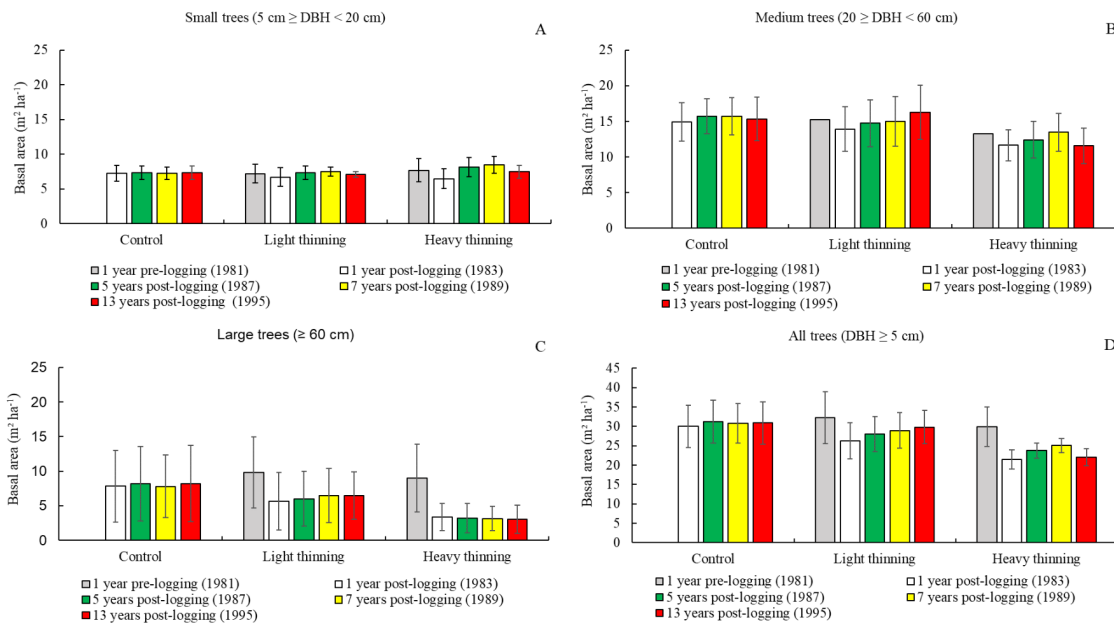 Small trees (5 cm ≥ DBH < 20 cm)
A
25
20
15
10
5
0
Basal area (m² ha⁻¹)
Control Light thinning Heavy thinning
1 year pre-logging (1981) 1 year post-logging (1983)
5 years post-logging (1987) 7 years post-logging (1989)
13 years post-logging (1995)
Medium trees (20 ≥ DBH < 60 cm)
B
25
20
15
10
5
0
Basal area (m² ha⁻¹)
Control Light thinning Heavy thinning
1 year pre-logging (1981) 1 year post-logging (1983)
5 years post-logging (1987) 7 years post-logging (1989)
13 years post-logging (1995)
Large trees (≥ 60 cm)
C
25
20
15
10
5
0
Basal area (m² ha⁻¹)
Control Light thinning Heavy thinning
1 year pre-logging (1981) 1 year post-logging (1983)
5 years post-logging (1987) 7 years post-logging (1989)
13 years post-logging (1995)
All trees (DBH ≥ 5 cm)
D
45
40
35
30
25
20
15
10
5
0
Basal area (m² ha⁻¹)
Control Light thinning Heavy thinning
1 year pre-logging (1981) 1 year post-logging (1983)
5 years post-logging (1987) 7 years post-logging (1989)
13 years post-logging (1995)